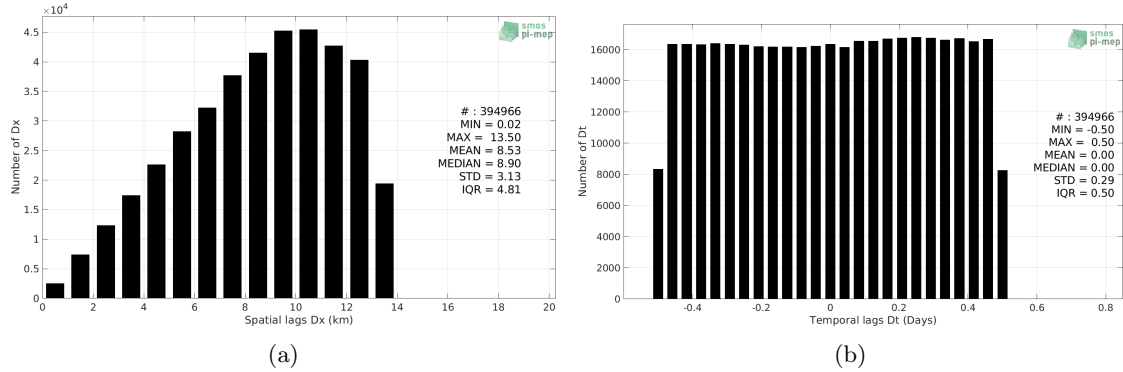 ×10⁴
4.5
4
3.5
3
2.5
2
1.5
1
0.5
0
Number of Dx
smos
pi-mep
# : 394966
MIN = 0.02
MAX = 13.50
MEAN = 8.53
MEDIAN = 8.90
STD = 3.13
IQR = 4.81
0 2 4 6 8 10 12 14 16 18 20
Spatial lags Dx (km)
(a)
16000
14000
12000
10000
8000
6000
4000
2000
0
Number of Dt
smos
pi-mep
# : 394966
MIN = -0.50
MAX = 0.50
MEAN = 0.00
MEDIAN = 0.00
STD = 0.29
IQR = 0.50
-0.4 -0.2 0 0.2 0.4 0.6 0.8
Temporal lags Dt (Days)
(b)